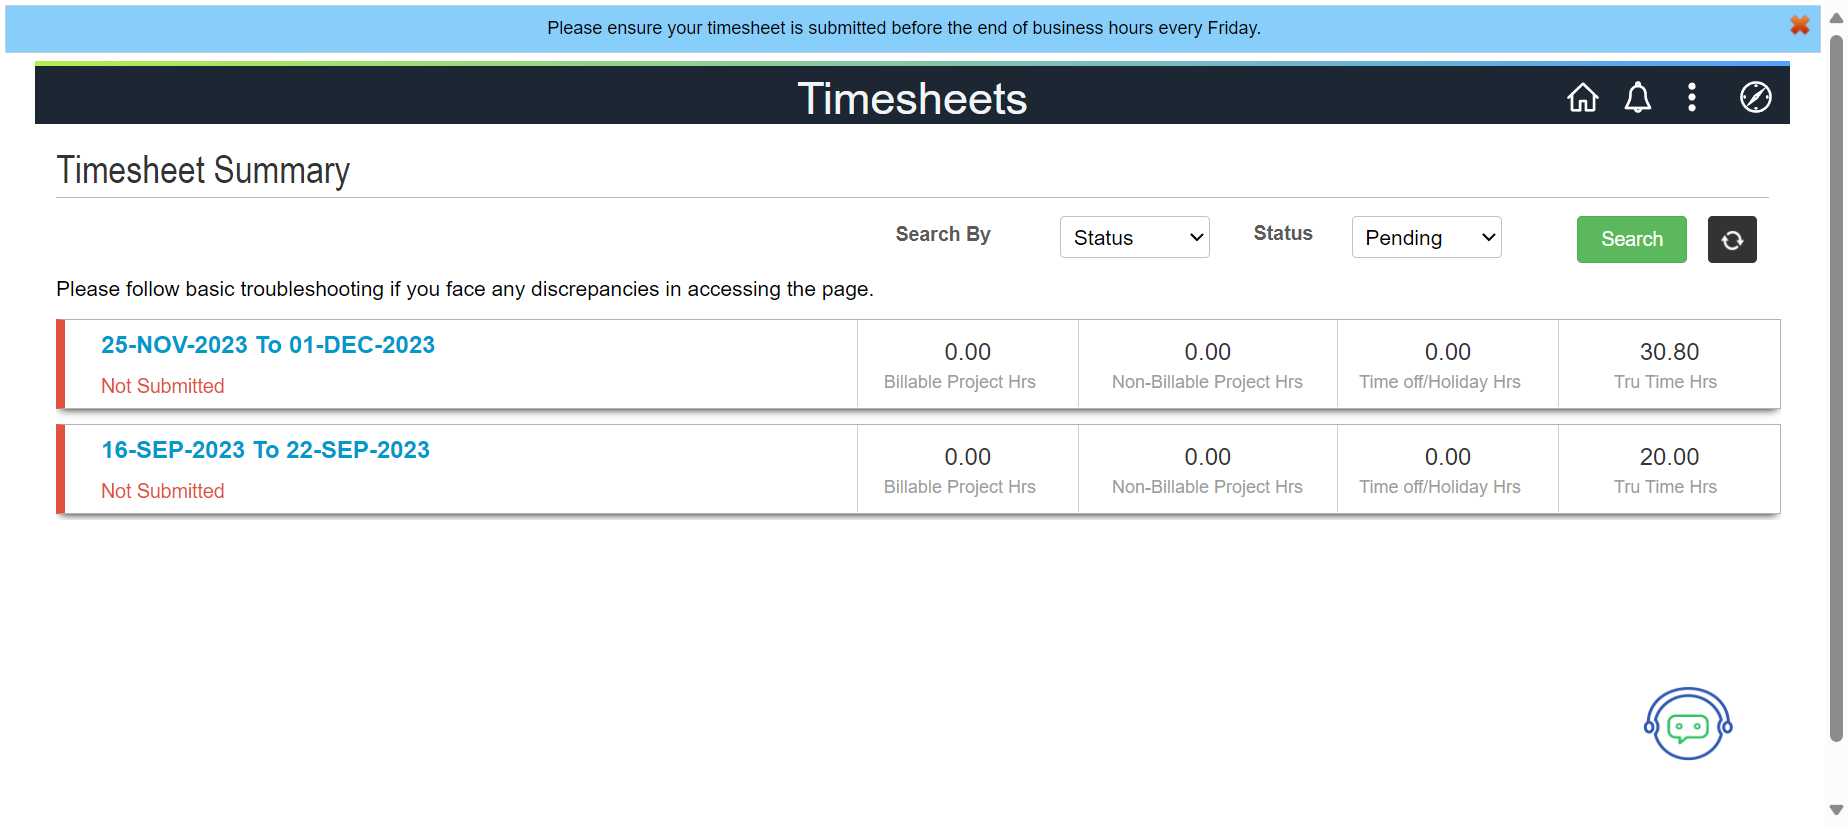 Please ensure your timesheet is submitted before the end of business hours every Friday.
Timesheets
Timesheet Summary
Search By
Status
Status
Pending
Search
Please follow basic troubleshooting if you face any discrepancies in accessing the page.
25-NOV-2023 To 01-DEC-2023
Not Submitted
0.00
Billable Project Hrs
0.00
Non-Billable Project Hrs
0.00
Time off/Holiday Hrs
30.80
Tru Time Hrs
16-SEP-2023 To 22-SEP-2023
Not Submitted
0.00
Billable Project Hrs
0.00
Non-Billable Project Hrs
0.00
Time off/Holiday Hrs
20.00
Tru Time Hrs